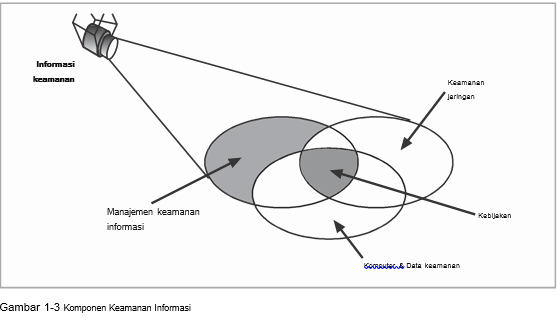 Informasi
keamanan
Keamanan
jaringan
Manajemen keamanan
informasi
Kebijakan
Komputer & Data keamanan
Gambar 1-3 Komponen Keamanan Informasi